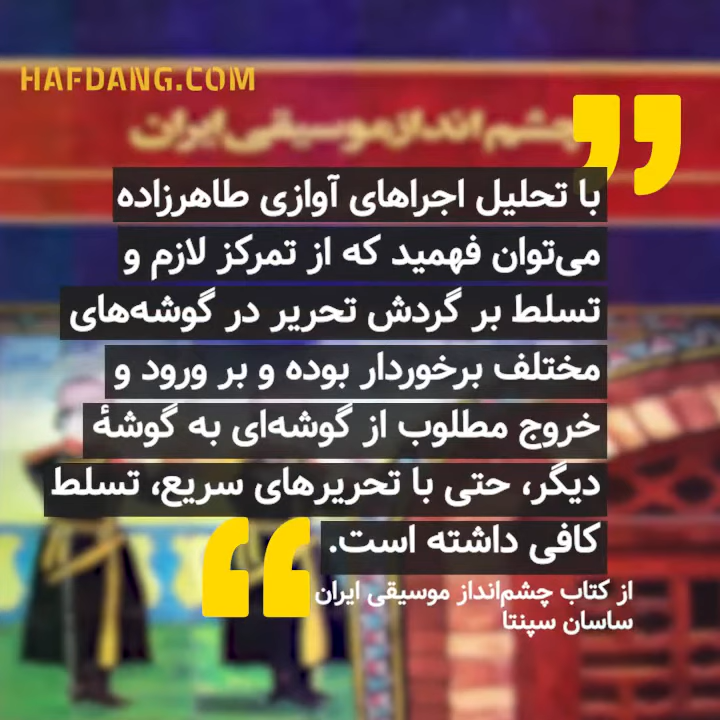 HAFDANG.COM
چشم‌انداز موسیقی ایران
با تحلیل اجراهای آوازی طاهرزاده
می‌توان فهمید که از تمرکز لازم و
تسلط بر گردش تحریر در گوشه‌های
مختلف برخوردار بوده و بر ورود و
خروج مطلوب از گوشه‌ای به گوشهٔ
دیگر، حتی با تحریرهای سریع، تسلط
کافی داشته است.
از کتاب چشم‌انداز موسیقی ایران
ساسان سپنتا